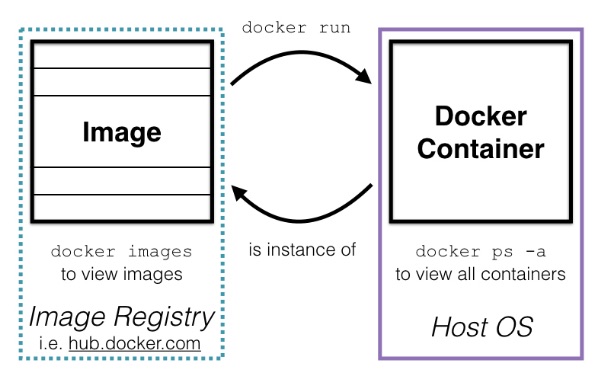 docker run
Image
Docker
Container
docker images
to view images
is instance of
docker ps -a
to view all containers
Image Registry
i.e. hub.docker.com
Host OS